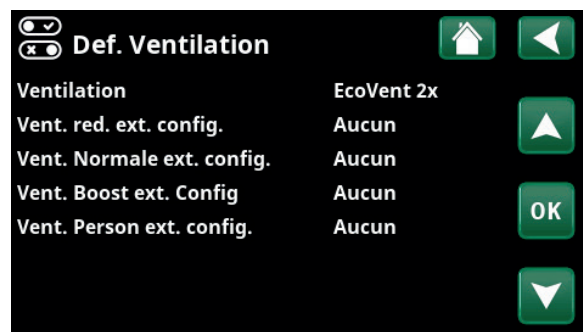 Def. Ventilation
Ventilation EcoVent 2x
Vent. red. ext. config. Aucun
Vent. Normale ext. config. Aucun
Vent. Boost ext. Config Aucun
Vent. Person ext. config. Aucun
OK